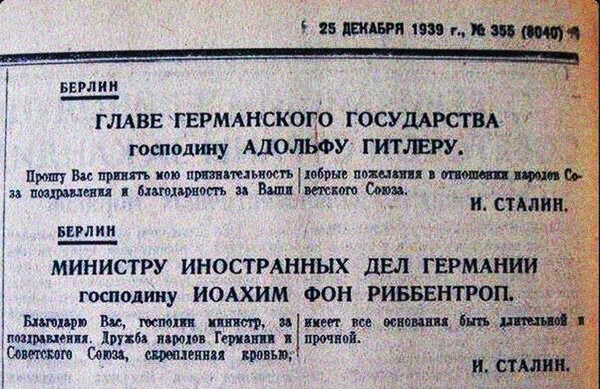 25 ДЕКАБРЯ 1939 г., № 355 (8040)
БЕРЛИН
ГЛАВЕ ГЕРМАНСКОГО ГОСУДАРСТВА
господину АДОЛЬФУ ГИТЛЕРУ.
Прошу Вас принять мою признательность
за поздравления и благодарность за Ваши
добрые пожелания в отношении народов Со-
ветского Союза.
И. СТАЛИН.
БЕРЛИН
МИНИСТРУ ИНОСТРАННЫХ ДЕЛ ГЕРМАНИИ
господину ИОАХИМ ФОН РИББЕНТРОП.
Благодарю Вас, господин министр, за
поздравления. Дружба народов Германии и
Советского Союза, скрепленная кровью,
имеет все основания быть длительной и
прочной.
И. СТАЛИН.